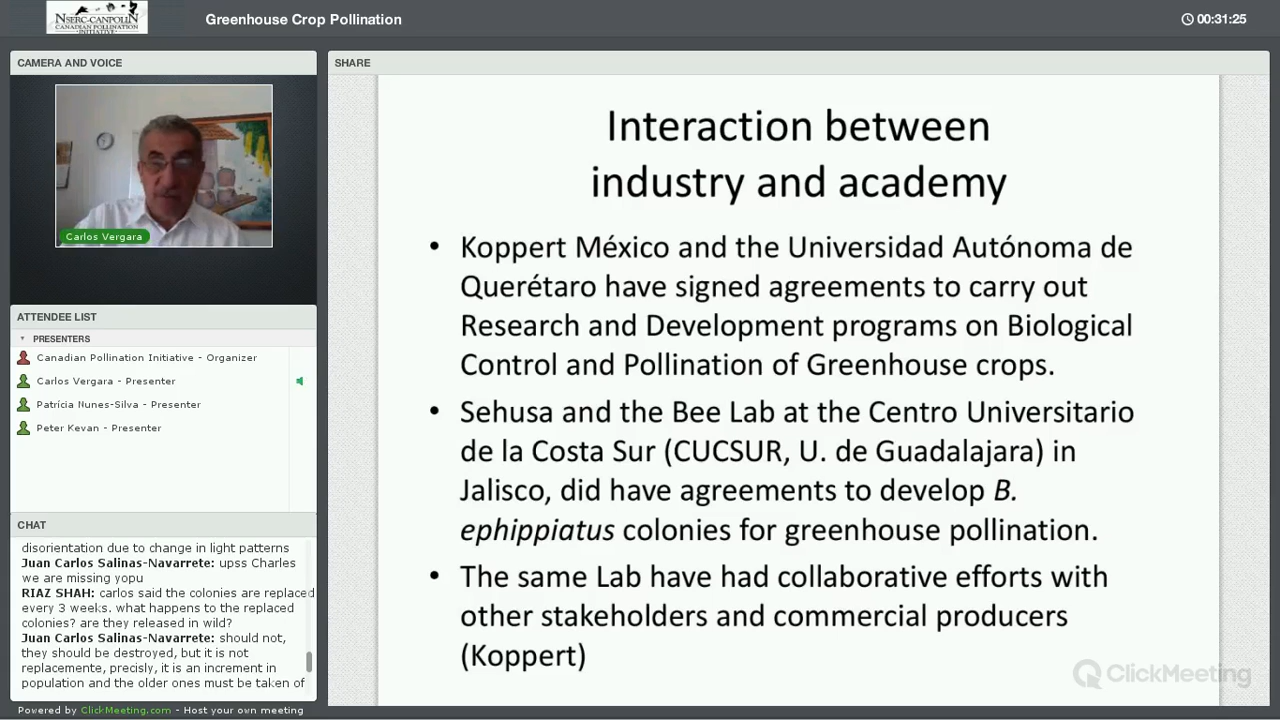 NSERC-CANPOLIN
CANADIAN POLLINATION
INITIATIVE
Greenhouse Crop Pollination
00:31:25
CAMERA AND VOICE
Carlos Vergara
ATTENDEE LIST
PRESENTERS
Canadian Pollination Initiative - Organizer
Carlos Vergara - Presenter
Patrícia Nunes-Silva - Presenter
Peter Kevan - Presenter
CHAT
disorientation due to change in light patterns
Juan Carlos Salinas-Navarrete: upss Charles
we are missing yopu
RIAZ SHAH: carlos said the colonies are replaced
every 3 weeks. what happens to the replaced
colonies? are they released in wild?
Juan Carlos Salinas-Navarrete: should not,
they should be destroyed, but it is not
replacemente, precisly, it is an increment in
population and the older ones must be taken of
Powered by ClickMeeting.com - Host your own meeting
SHARE
Interaction between
industry and academy
• Koppert México and the Universidad Autónoma de
Querétaro have signed agreements to carry out
Research and Development programs on Biological
Control and Pollination of Greenhouse crops.
• Sehusa and the Bee Lab at the Centro Universitario
de la Costa Sur (CUCSUR, U. de Guadalajara) in
Jalisco, did have agreements to develop B.
ephippiatus colonies for greenhouse pollination.
• The same Lab have had collaborative efforts with
other stakeholders and commercial producers
(Koppert)
ClickMeeting